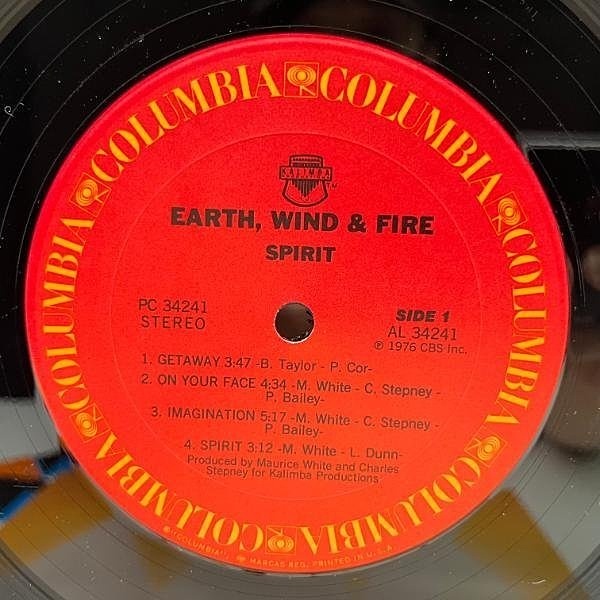 COLUMBIA COLUMBIA COLUMBIA COLUMBIA COLUMBIA COLUMBIA
KALIMBA
TM
EARTH, WIND & FIRE
SPIRIT
PC 34241
STEREO
SIDE 1
AL 34241
Ⓟ 1976 CBS Inc.
1. GETAWAY 3:47 -B. Taylor - P. Cor-
2. ON YOUR FACE 4:34 -M. White - C. Stepney -
P. Bailey-
3. IMAGINATION 5:17 -M. White - C. Stepney -
P. Bailey-
4. SPIRIT 3:12 -M. White - L. Dunn-
Produced by Maurice White and Charles
Stepney for Kalimba Productions
"COLUMBIA", MARCAS REG. PRINTED IN U.S.A.